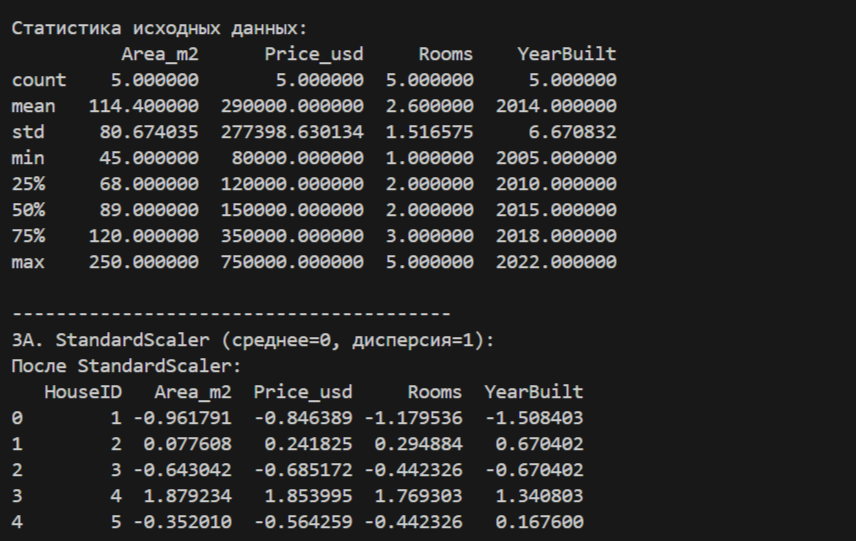 Статистика исходных данных:
Area_m2 Price_usd Rooms YearBuilt
count 5.000000 5.000000 5.000000 5.000000
mean 114.400000 290000.000000 2.600000 2014.000000
std 80.674035 277398.630134 1.516575 6.670832
min 45.000000 80000.000000 1.000000 2005.000000
25% 68.000000 120000.000000 2.000000 2010.000000
50% 89.000000 150000.000000 2.000000 2015.000000
75% 120.000000 350000.000000 3.000000 2018.000000
max 250.000000 750000.000000 5.000000 2022.000000
----------------------------------------
3А. StandardScaler (среднее=0, дисперсия=1):
После StandardScaler:
HouseID Area_m2 Price_usd Rooms YearBuilt
0 1 -0.961791 -0.846389 -1.179536 -1.508403
1 2 0.077608 0.241825 0.294884 0.670402
2 3 -0.643042 -0.685172 -0.442326 -0.670402
3 4 1.879234 1.853995 1.769303 1.340803
4 5 -0.352010 -0.564259 -0.442326 0.167600